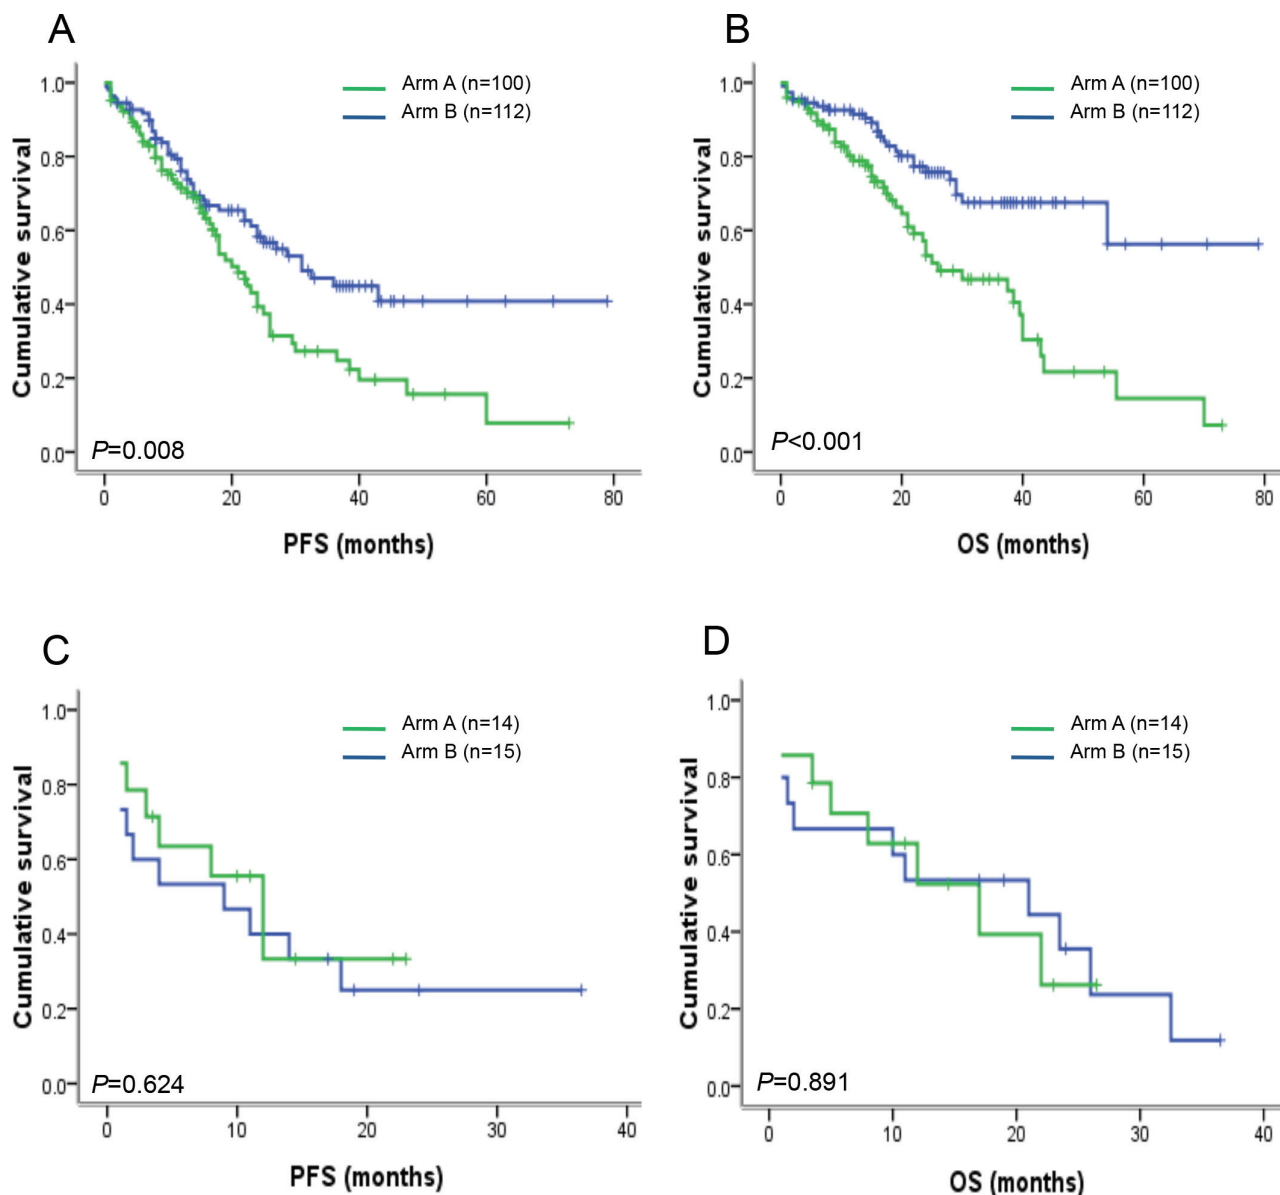 A
Arm A (n=100)
Arm B (n=112)
Cumulative survival
1.0
0.8
0.6
0.4
0.2
0.0
P=0.008
0 20 40 60 80
PFS (months)
B
Arm A (n=100)
Arm B (n=112)
Cumulative survival
1.0
0.8
0.6
0.4
0.2
0.0
P<0.001
0 20 40 60 80
OS (months)
C
Arm A (n=14)
Arm B (n=15)
Cumulative survival
1.0
0.8
0.6
0.4
0.2
0.0
P=0.624
0 10 20 30 40
PFS (months)
D
Arm A (n=14)
Arm B (n=15)
Cumulative survival
1.0
0.8
0.6
0.4
0.2
0.0
P=0.891
0 10 20 30 40
OS (months)